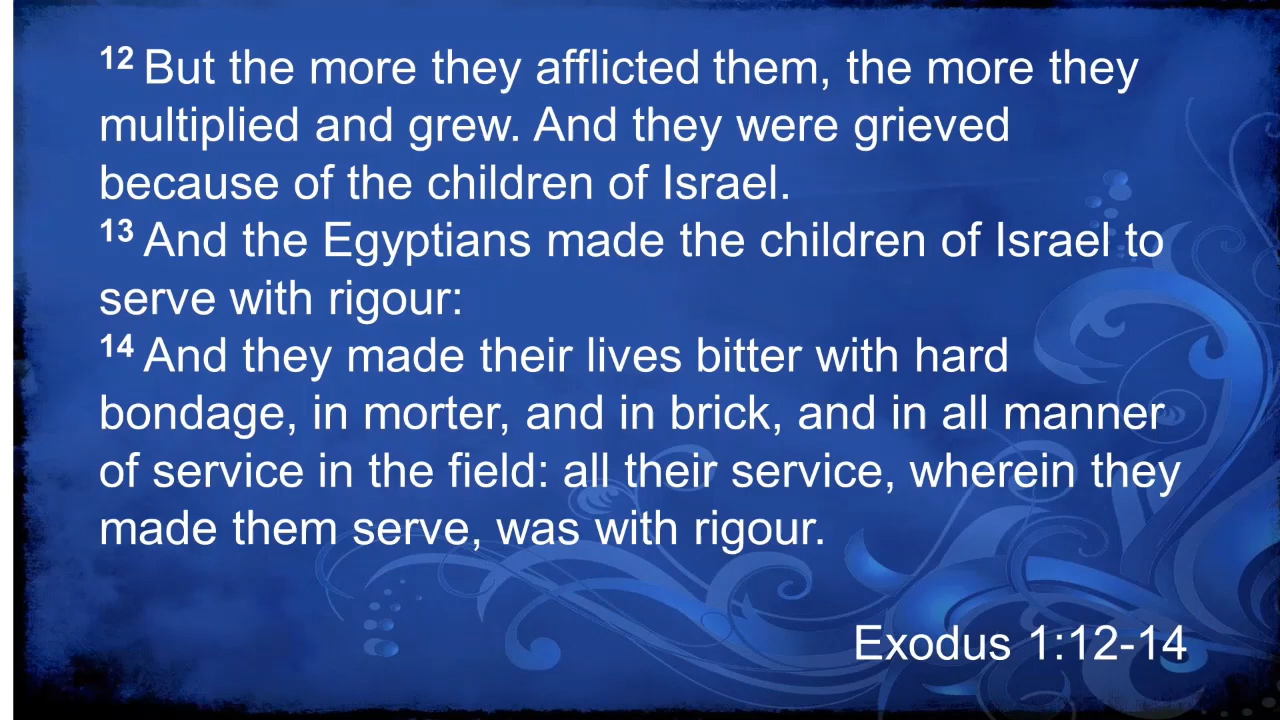 12 But the more they afflicted them, the more they
multiplied and grew. And they were grieved
because of the children of Israel.
13 And the Egyptians made the children of Israel to
serve with rigour:
14 And they made their lives bitter with hard
bondage, in morter, and in brick, and in all manner
of service in the field: all their service, wherein they
made them serve, was with rigour.
Exodus 1:12-14